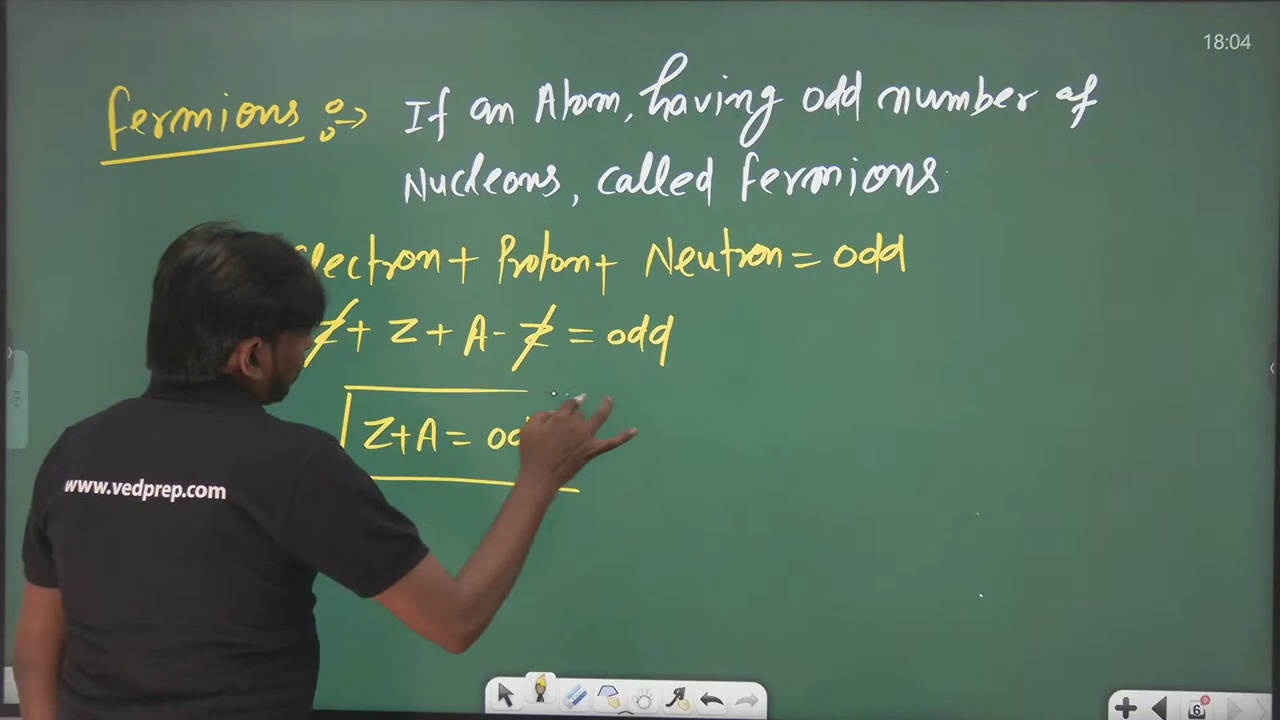 18:04
Fermions :→ If an Atom, having odd number of
Nucleons, called fermions
lectron + Proton + Neutron = odd
Z + Z + A - Z = odd
Z+A = od
www.vedprep.com
6